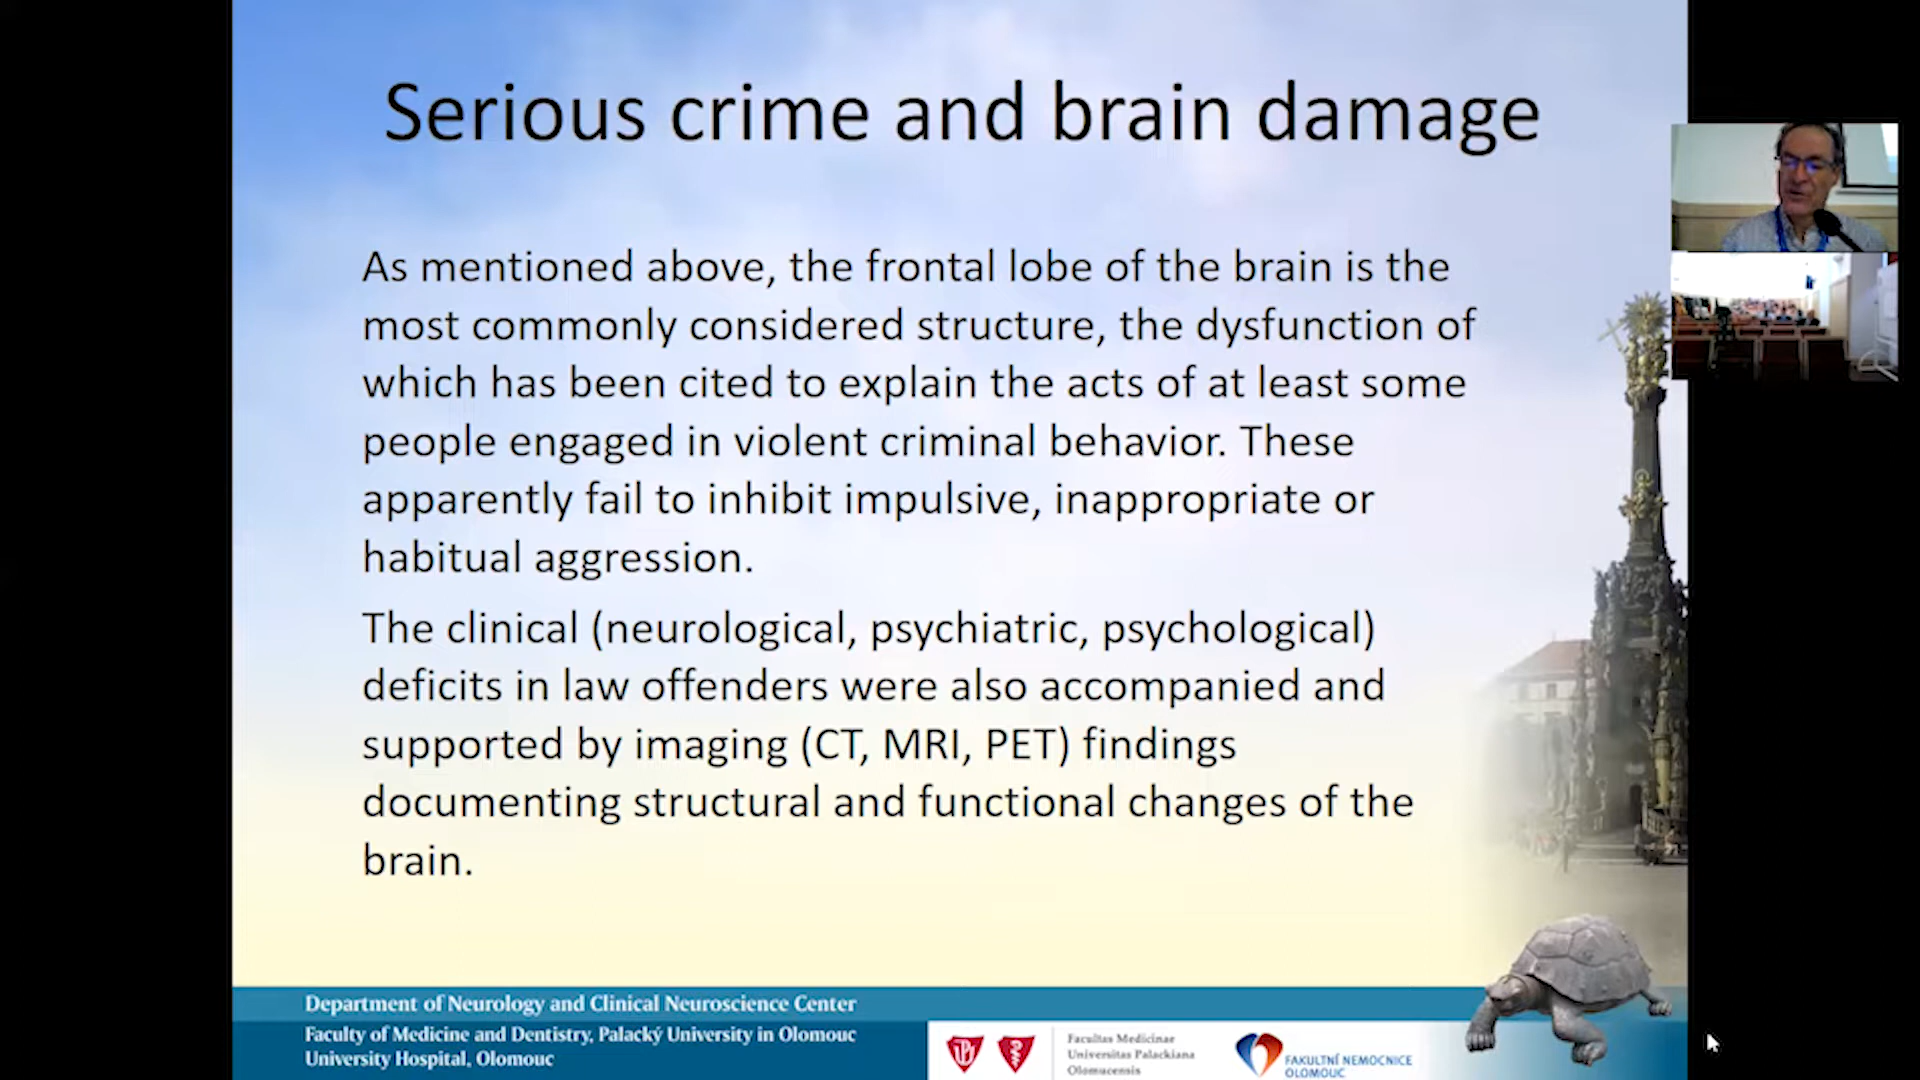 Serious crime and brain damage
As mentioned above, the frontal lobe of the brain is the
most commonly considered structure, the dysfunction of
which has been cited to explain the acts of at least some
people engaged in violent criminal behavior. These
apparently fail to inhibit impulsive, inappropriate or
habitual aggression.
The clinical (neurological, psychiatric, psychological)
deficits in law offenders were also accompanied and
supported by imaging (CT, MRI, PET) findings
documenting structural and functional changes of the
brain.
Department of Neurology and Clinical Neuroscience Center
Faculty of Medicine and Dentistry, Palacký University in Olomouc
University Hospital, Olomouc
Facultas Medicinae
Universitas Palackiana
Olomucensis
FAKULTNÍ NEMOCNICE
OLOMOUC